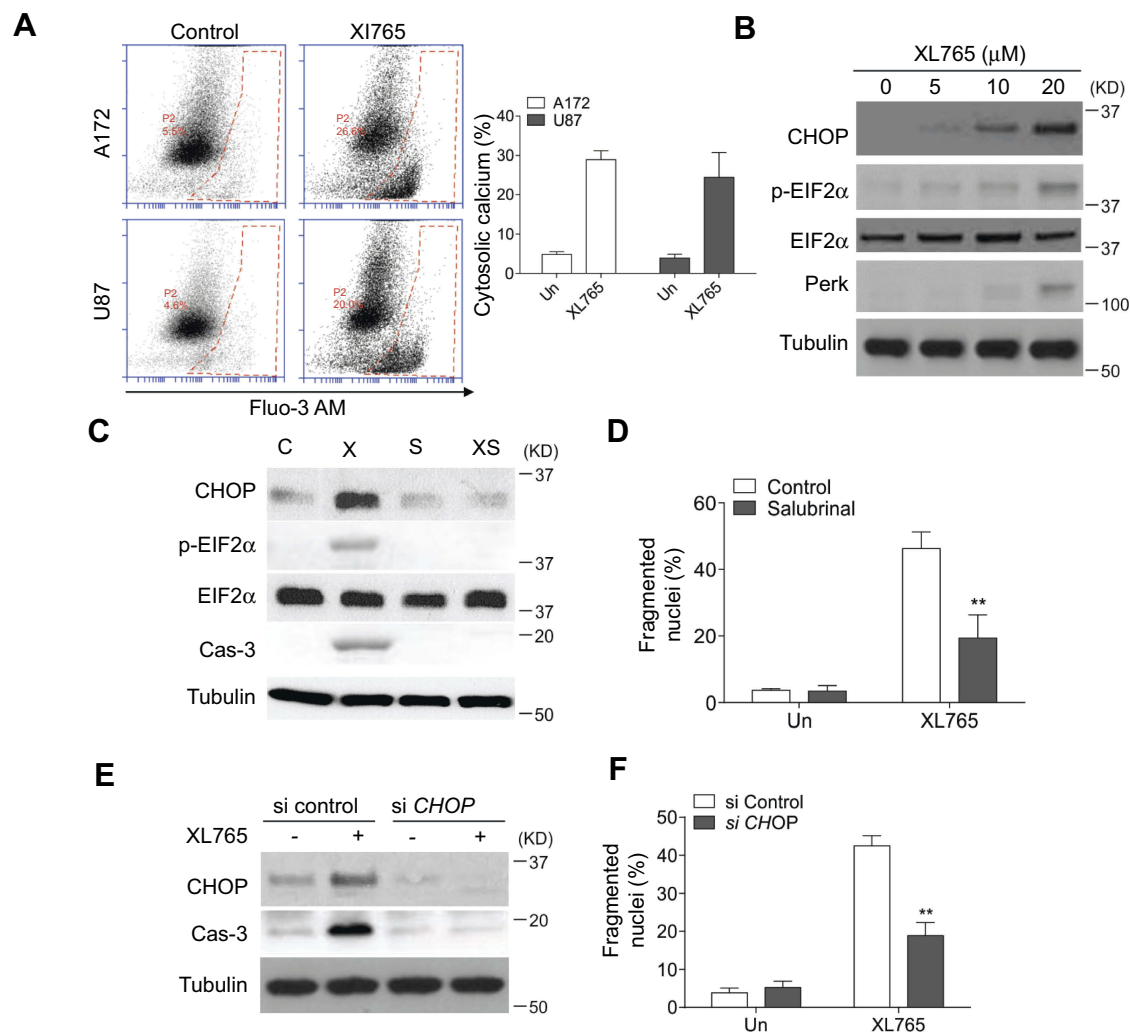 A
Control
XI765
A172
P2
5.5%
P2
26.6%
U87
P2
4.6%
P2
20.0%
Fluo-3 AM
A172
U87
Cytosolic calcium (%)
40
30
20
10
0
Un
XL765
Un
XL765
B
XL765 (μM)
0 5 10 20 (KD)
CHOP
37
p-EIF2α
37
EIF2α
37
Perk
100
Tubulin
50
C
C X S XS (KD)
37
CHOP
p-EIF2α
37
EIF2α
37
20
Cas-3
Tubulin
50
D
Control
Salubrinal
Fragmented
nuclei (%)
60
40
20
0
**
Un XL765
E
si control si CHOP
XL765 - + - + (KD)
37
CHOP
20
Cas-3
Tubulin
50
F
si Control
si CHOP
Fragmented
nuclei (%)
50
40
30
20
10
0
**
Un XL765